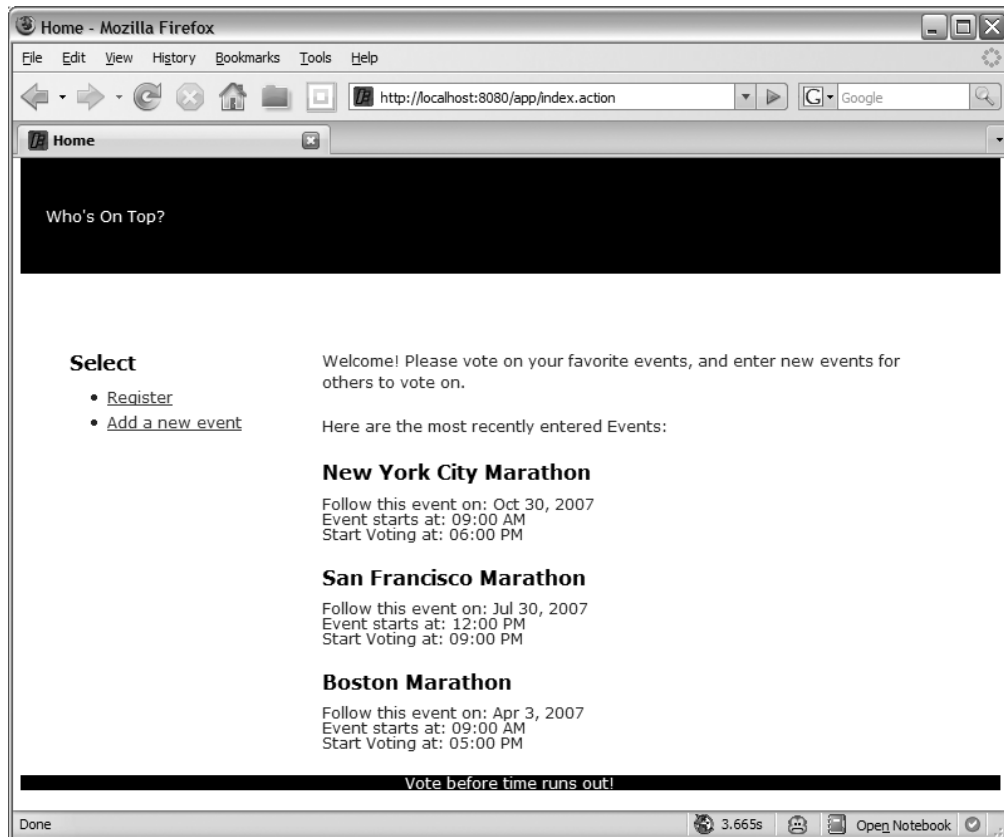 Home - Mozilla Firefox
File Edit View History Bookmarks Tools Help
http://localhost:8080/app/index.action
G Google
Home
Who's On Top?
Select
• Register
• Add a new event
Welcome! Please vote on your favorite events, and enter new events for
others to vote on.
Here are the most recently entered Events:
New York City Marathon
Follow this event on: Oct 30, 2007
Event starts at: 09:00 AM
Start Voting at: 06:00 PM
San Francisco Marathon
Follow this event on: Jul 30, 2007
Event starts at: 12:00 PM
Start Voting at: 09:00 PM
Boston Marathon
Follow this event on: Apr 3, 2007
Event starts at: 09:00 AM
Start Voting at: 05:00 PM
Vote before time runs out!
Done 3.665s Open Notebook